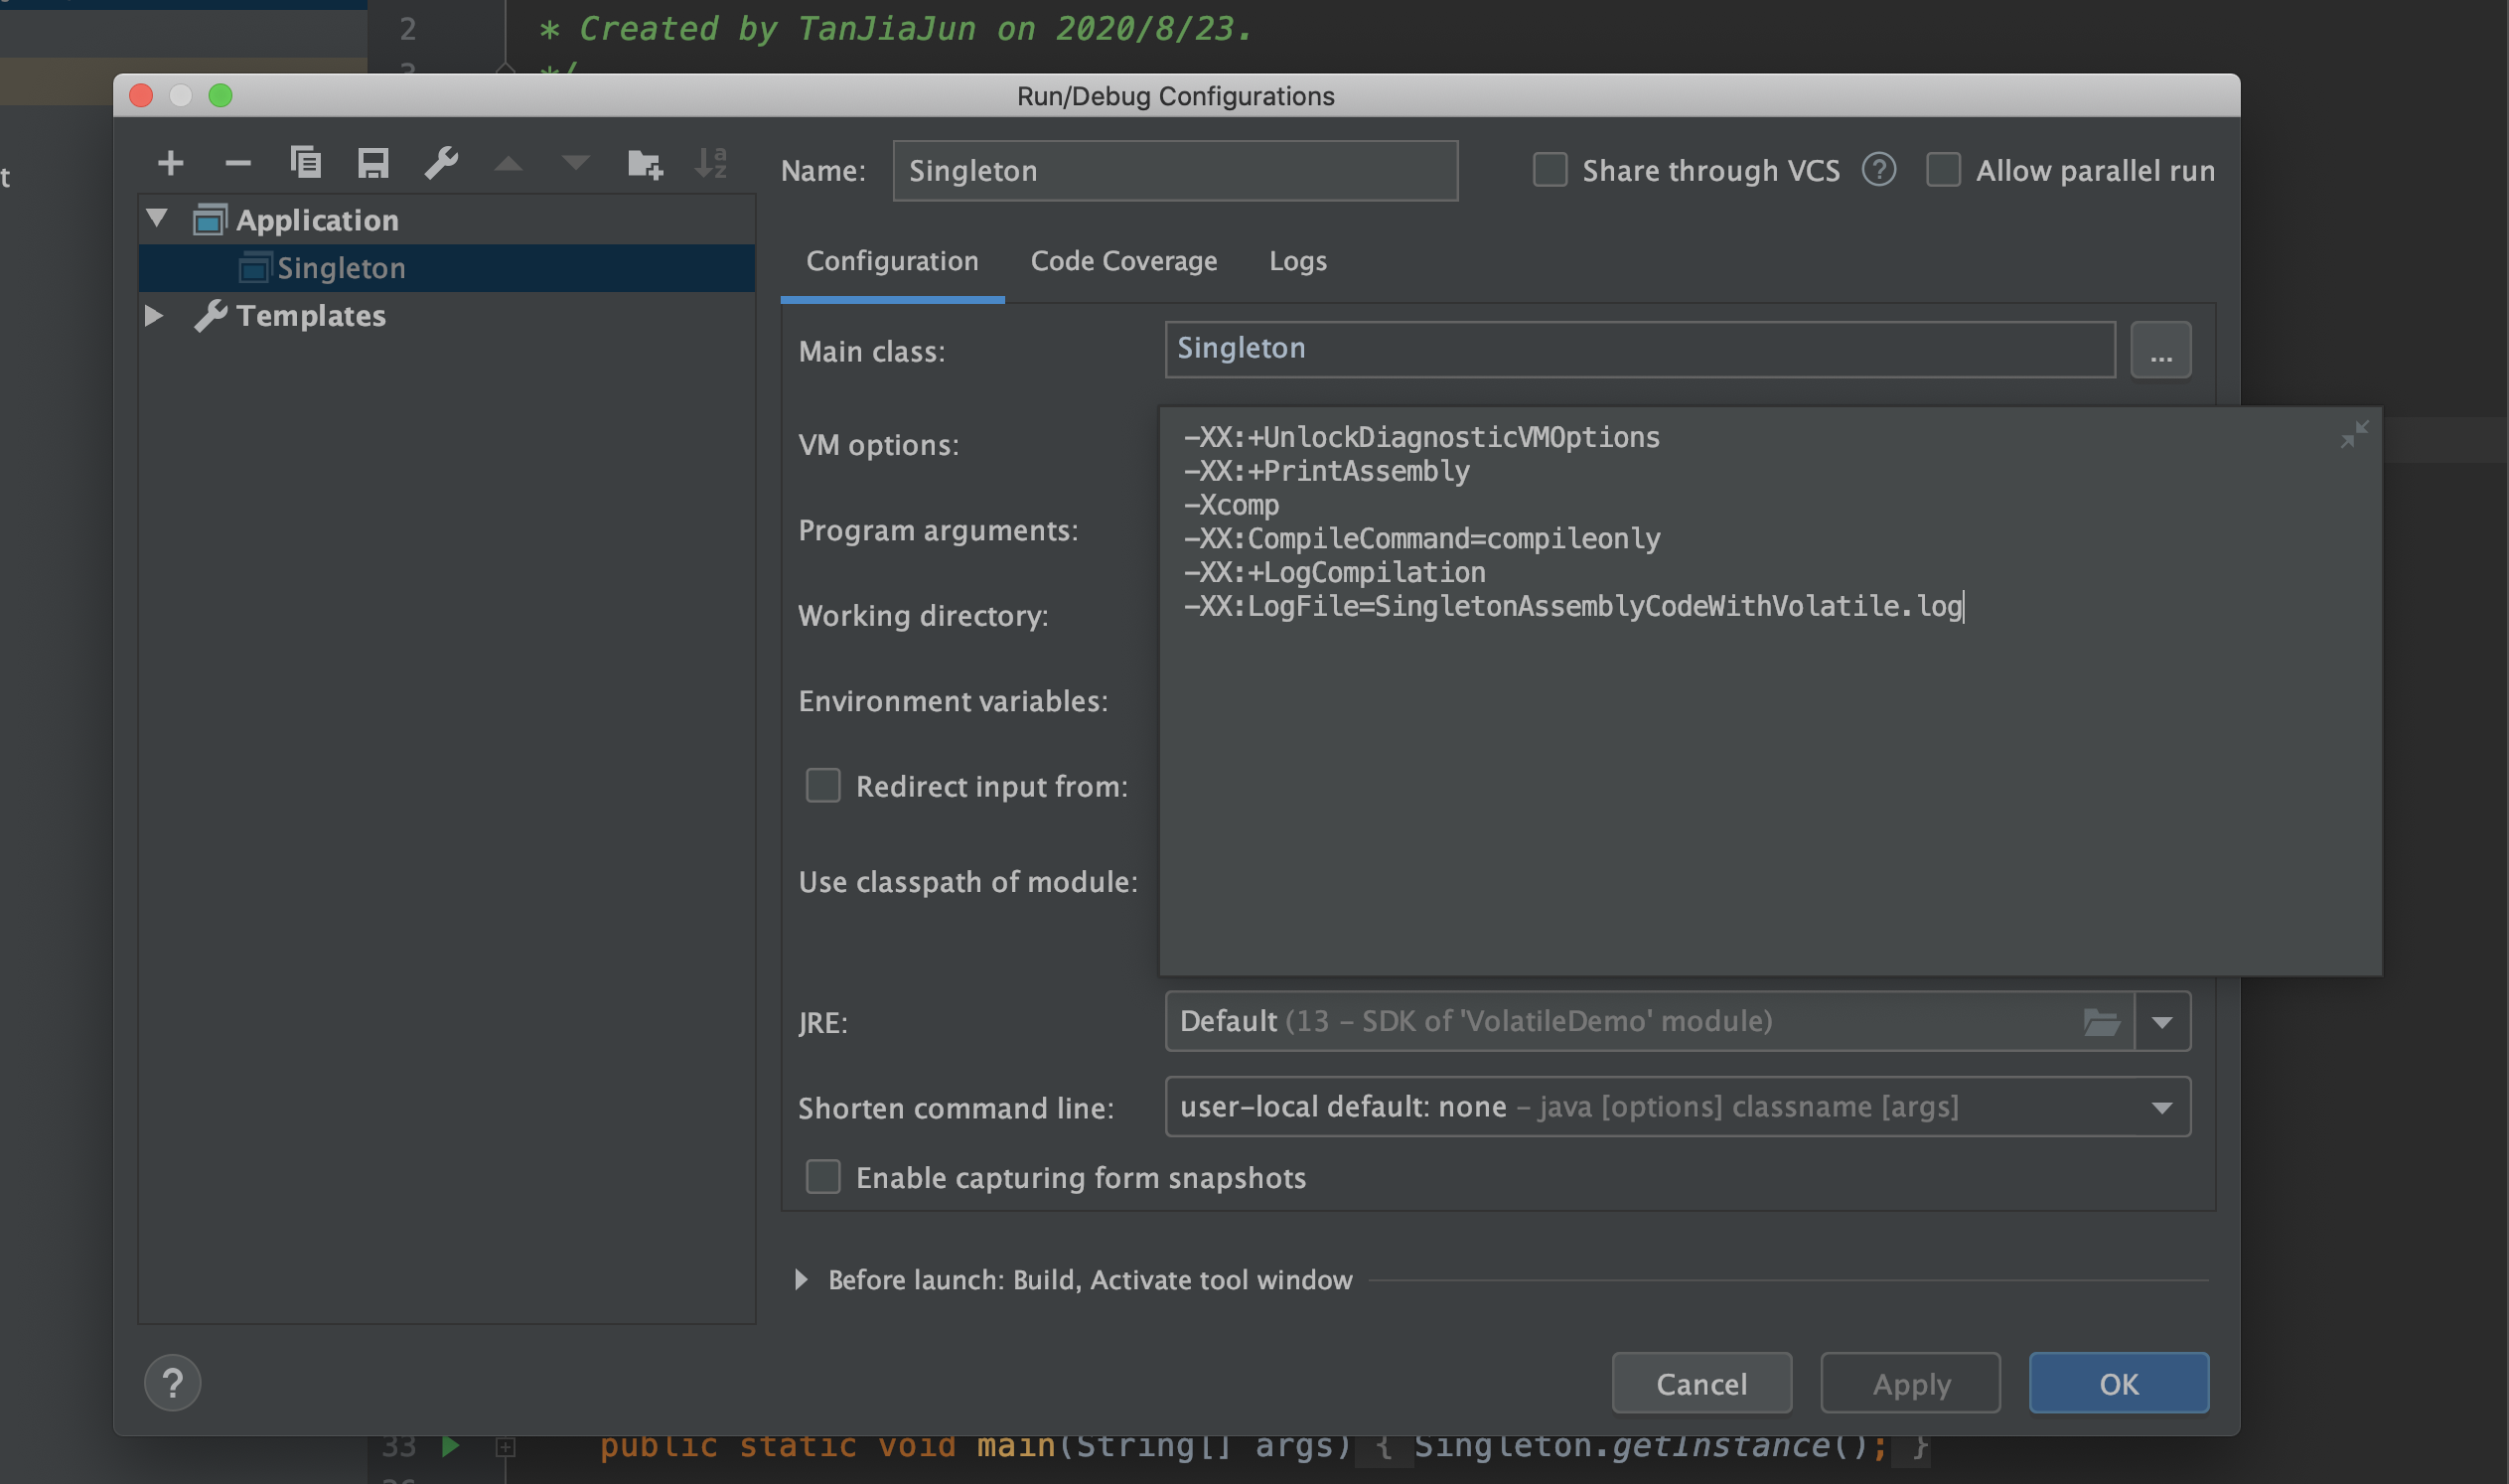 2
* Created by TanJiaJun on 2020/8/23.
3
*/
Run/Debug Configurations
t
Name:
Singleton
Share through VCS
?
Allow parallel run
Application
Singleton
Templates
Configuration
Code Coverage
Logs
Main class:
Singleton
...
VM options:
-XX:+UnlockDiagnosticVMOptions
-XX:+PrintAssembly
-Xcomp
-XX:CompileCommand=compileonly
-XX:+LogCompilation
-XX:LogFile=SingletonAssemblyCodeWithVolatile.log
Program arguments:
Working directory:
Environment variables:
Redirect input from:
Use classpath of module:
JRE:
Default (13 – SDK of 'VolatileDemo' module)
Shorten command line:
user-local default: none – java [options] classname [args]
Enable capturing form snapshots
Before launch: Build, Activate tool window
?
Cancel
Apply
OK
33
public static void main(String[] args) { Singleton.getInstance(); }